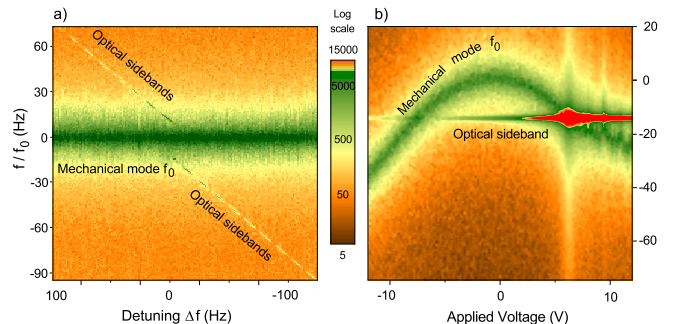 a)
Optical sidebands
Mechanical mode f0
Optical sidebands
f / f0 (Hz)
60
30
0
-30
-60
-90
100
0
-100
Detuning Δf (Hz)
Log
scale
15000
5000
500
50
5
b)
Mechanical mode f0
Optical sideband
20
0
-20
-40
-60
-10
0
10
Applied Voltage (V)